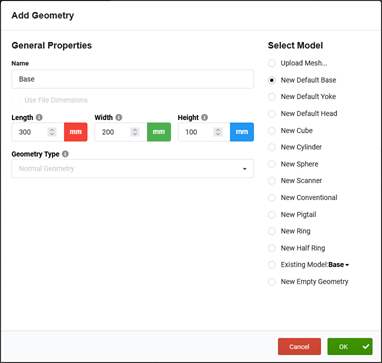 Add Geometry
General Properties
Name
Base
Use File Dimensions
Length
Width
Height
300 mm
200 mm
100 mm
Geometry Type
Normal Geometry
Select Model
Upload Mesh...
New Default Base
New Default Yoke
New Default Head
New Cube
New Cylinder
New Sphere
New Scanner
New Conventional
New Pigtail
New Ring
New Half Ring
Existing Model:Base
New Empty Geometry
Cancel
OK